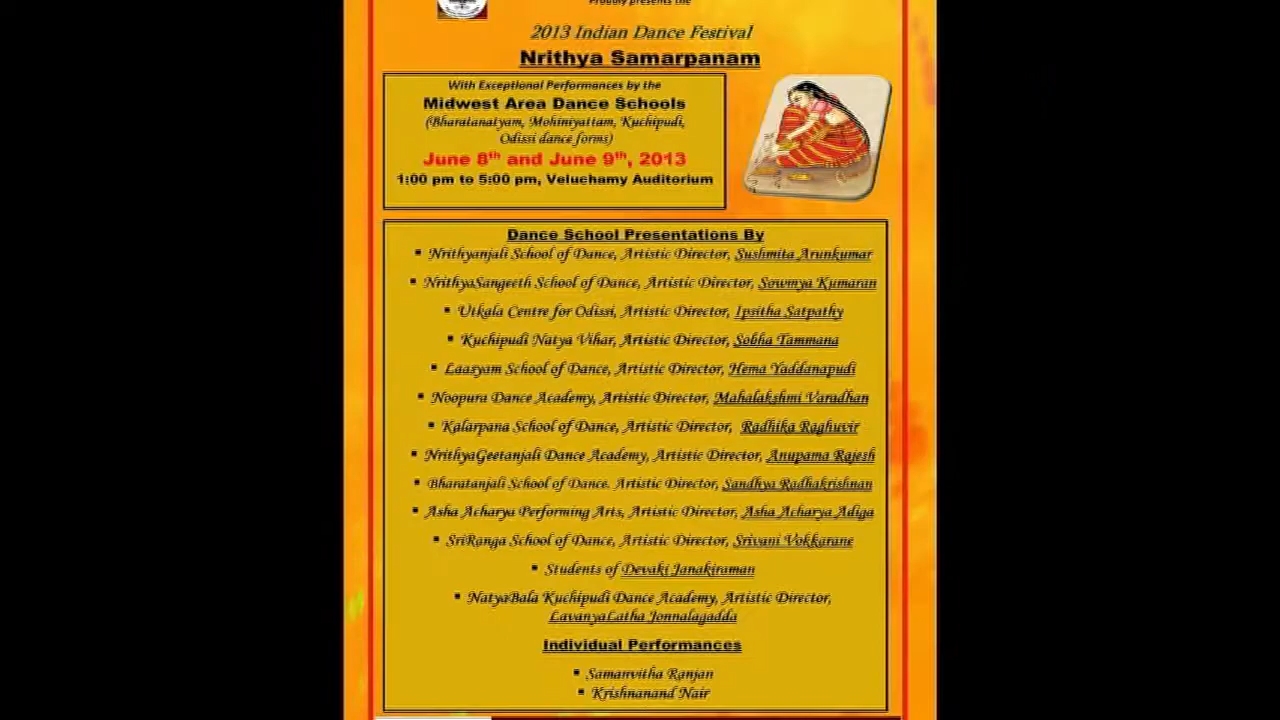 Proudly presents the
2013 Indian Dance Festival
Nrithya Samarpanam
With Exceptional Performances by the
Midwest Area Dance Schools
(Bharatanatyam, Mohiniyattam, Kuchipudi,
Odissi dance forms)
June 8th and June 9th, 2013
1:00 pm to 5:00 pm, Veluchamy Auditorium
Dance School Presentations By
▪ Nrithyanjali School of Dance, Artistic Director, Sushmita Arunkumar
▪ NrithyaSangeeth School of Dance, Artistic Director, Sowmya Kumaran
▪ Utkala Centre for Odissi, Artistic Director, Ipsitha Satpathy
▪ Kuchipudi Natya Vihar, Artistic Director, Sobha Tammana
▪ Laasyam School of Dance, Artistic Director, Hema Yaddanapudi
▪ Noopura Dance Academy, Artistic Director, Mahalakshmi Varadhan
▪ Kalarpana School of Dance, Artistic Director, Radhika Raghuvir
▪ NrithyaGeetanjali Dance Academy, Artistic Director, Anupama Rajesh
▪ Bharatanjali School of Dance. Artistic Director, Sandhya Radhakrishnan
▪ Asha Acharya Performing Arts, Artistic Director, Asha Acharya Adiga
▪ SriRanga School of Dance, Artistic Director, Srivani Vokkarane
▪ Students of Devaki Janakiraman
▪ NatyaBala Kuchipudi Dance Academy, Artistic Director,
LavanyaLatha Jonnalagadda
Individual Performances
▪ Samanvitha Ranjan
▪ Krishnanand Nair